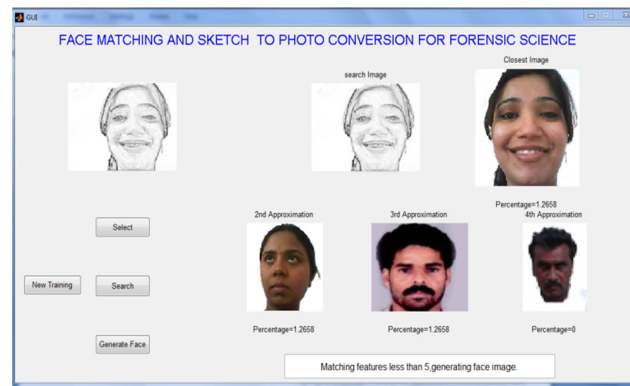 GUI
FACE MATCHING AND SKETCH TO PHOTO CONVERSION FOR FORENSIC SCIENCE
Closest Image
search Image
Percentage=1.2658
2nd Approximation
3rd Approximation
4th Approximation
Select
New Training
Search
Percentage=1.2658
Percentage=1.2658
Percentage=0
Generate Face
Matching features less than 5,generating face image.